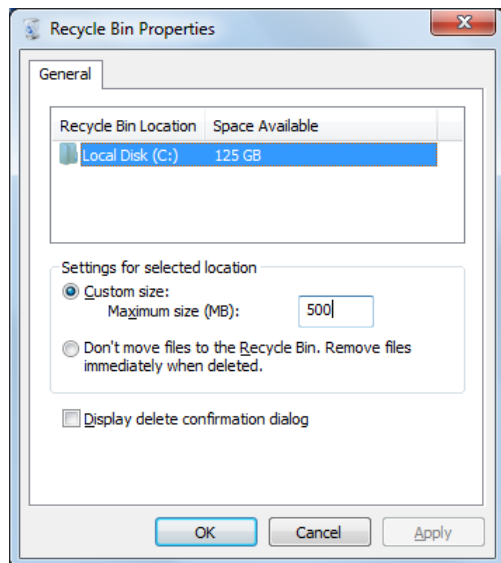 Recycle Bin Properties
General
Recycle Bin Location Space Available
Local Disk (C:) 125 GB
Settings for selected location
Custom size:
Maximum size (MB): 500
Don't move files to the Recycle Bin. Remove files
immediately when deleted.
Display delete confirmation dialog
OK Cancel Apply